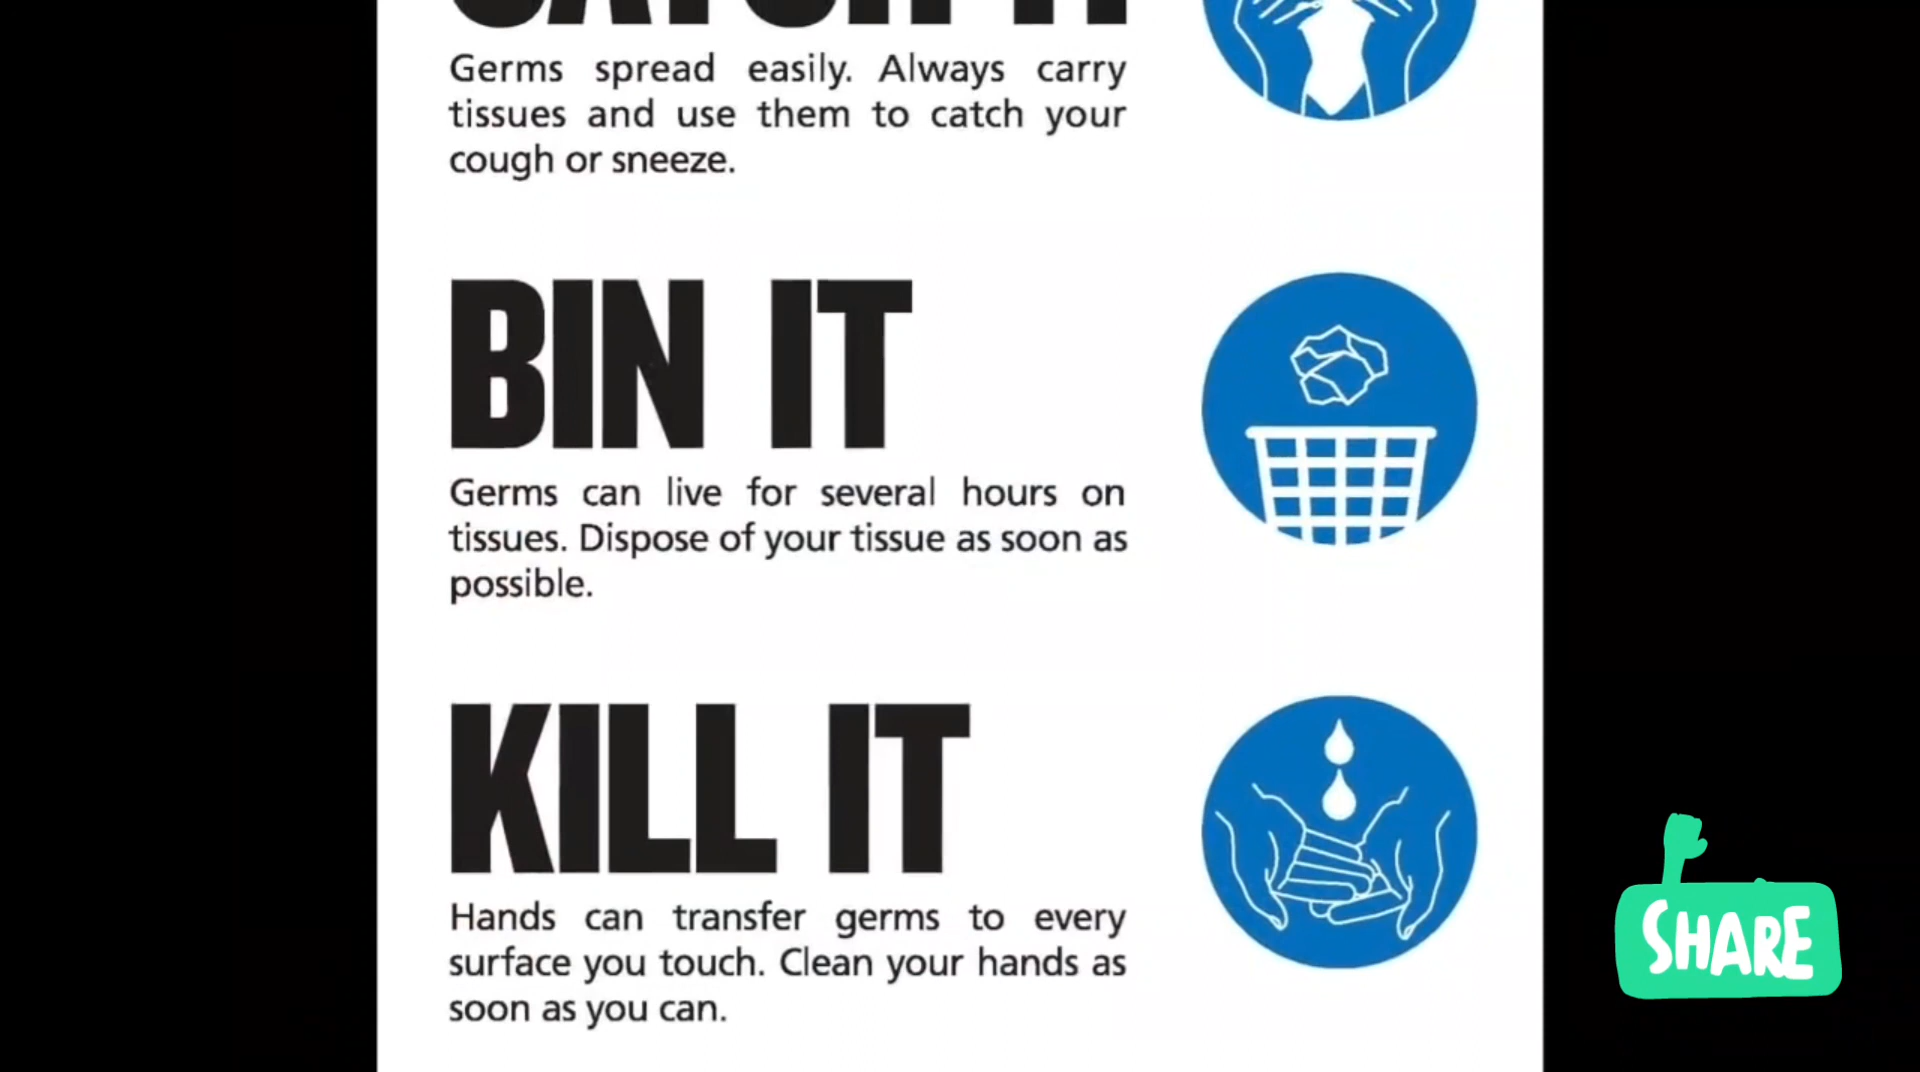 CATCH IT
Germs spread easily. Always carry
tissues and use them to catch your
cough or sneeze.
BIN IT
Germs can live for several hours on
tissues. Dispose of your tissue as soon as
possible.
KILL IT
Hands can transfer germs to every
surface you touch. Clean your hands as
soon as you can.
SHARE